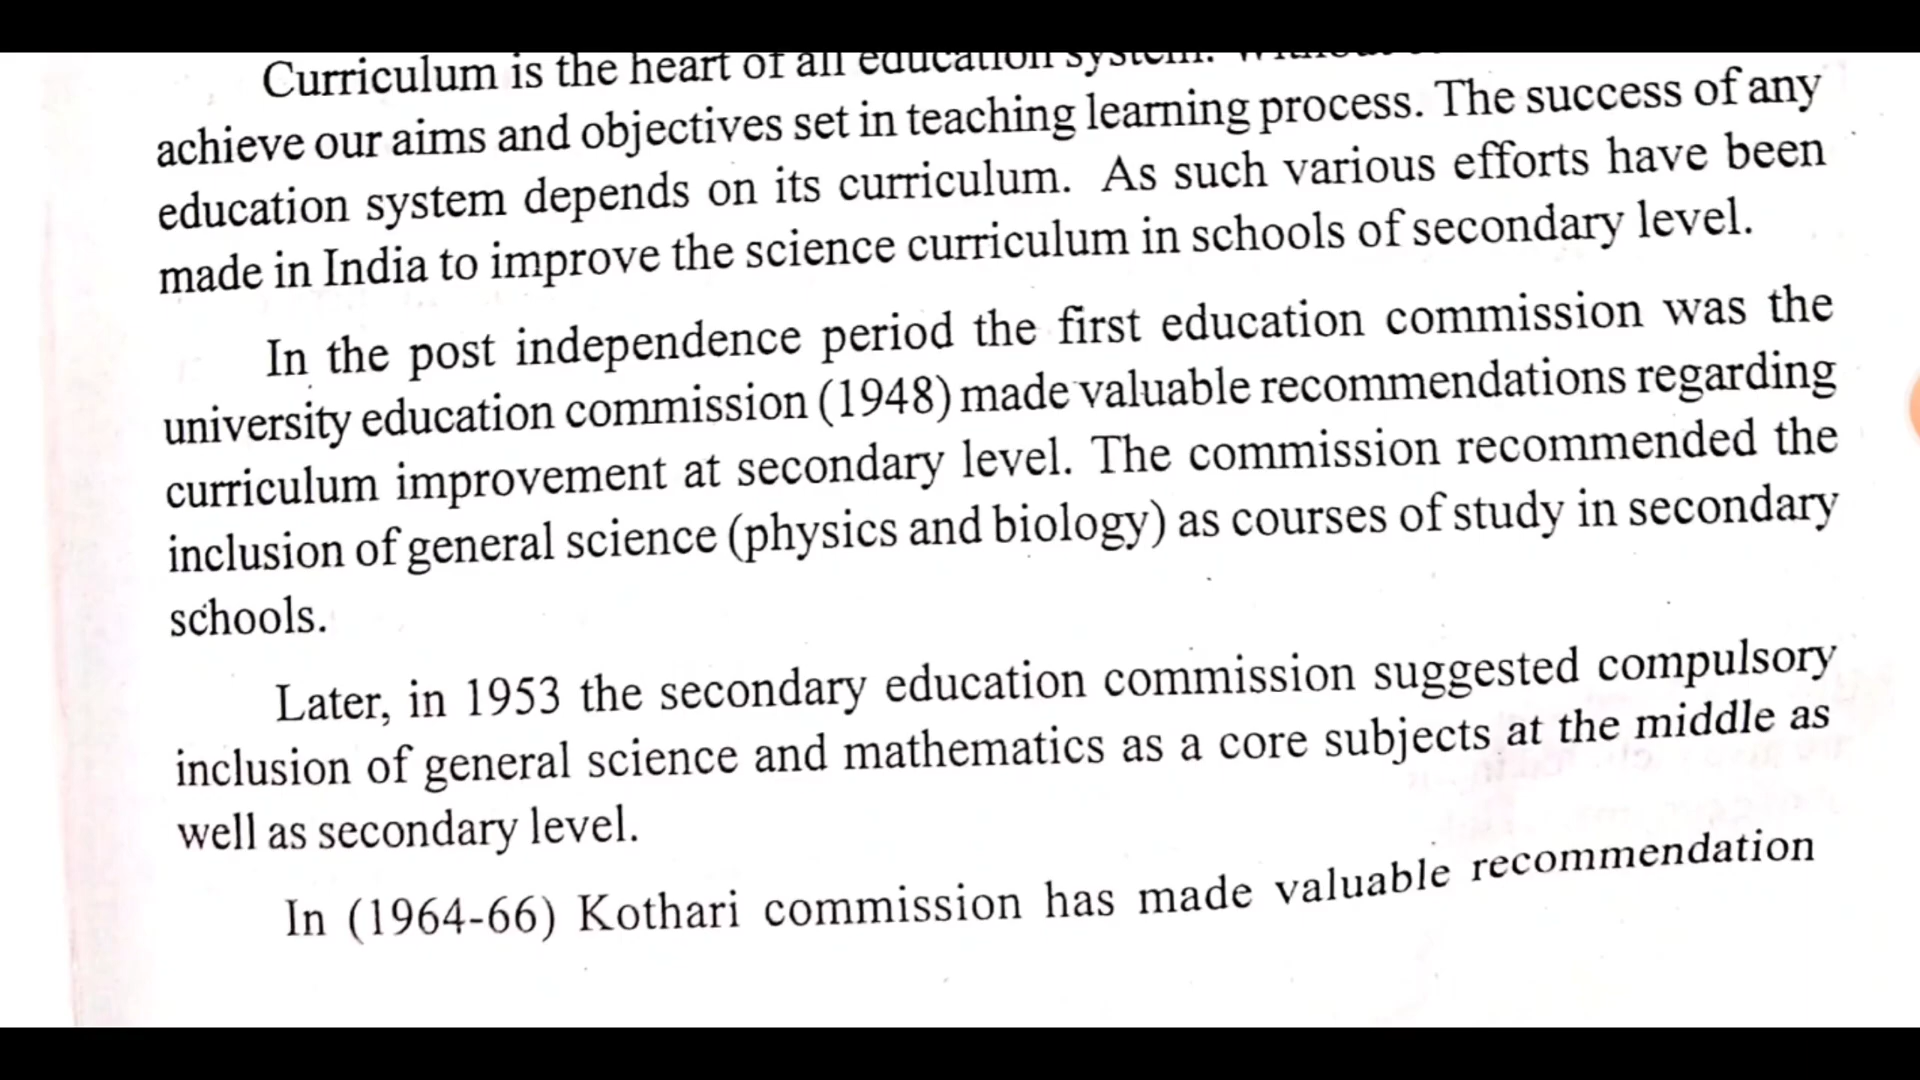 Curriculum is the heart of all education system.
achieve our aims and objectives set in teaching learning process. The success of any
education system depends on its curriculum. As such various efforts have been
made in India to improve the science curriculum in schools of secondary level.
In the post independence period the first education commission was the
university education commission (1948) made valuable recommendations regarding
curriculum improvement at secondary level. The commission recommended the
inclusion of general science (physics and biology) as courses of study in secondary
schools.
Later, in 1953 the secondary education commission suggested compulsory
inclusion of general science and mathematics as a core subjects at the middle as
well as secondary level.
In (1964-66) Kothari commission has made valuable recommendation